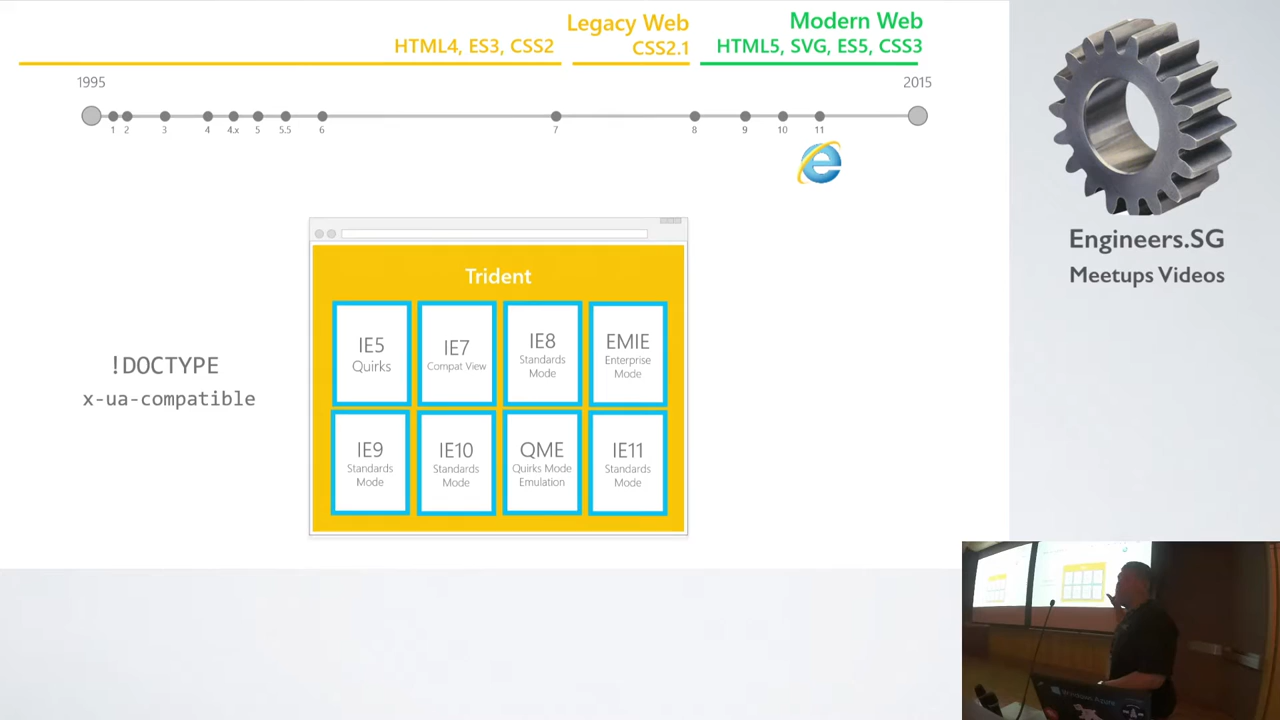 Legacy Web
Modern Web
HTML4, ES3, CSS2
CSS2.1
HTML5, SVG, ES5, CSS3
1995
2015
1
2
3
4
4.x
5
5.5
6
7
8
9
10
11
Engineers.SG
Meetups Videos
Trident
IE5
Quirks
IE7
Compat View
IE8
Standards
Mode
EMIE
Enterprise
Mode
!DOCTYPE
x-ua-compatible
IE9
Standards
Mode
IE10
Standards
Mode
QME
Quirks Mode
Emulation
IE11
Standards
Mode